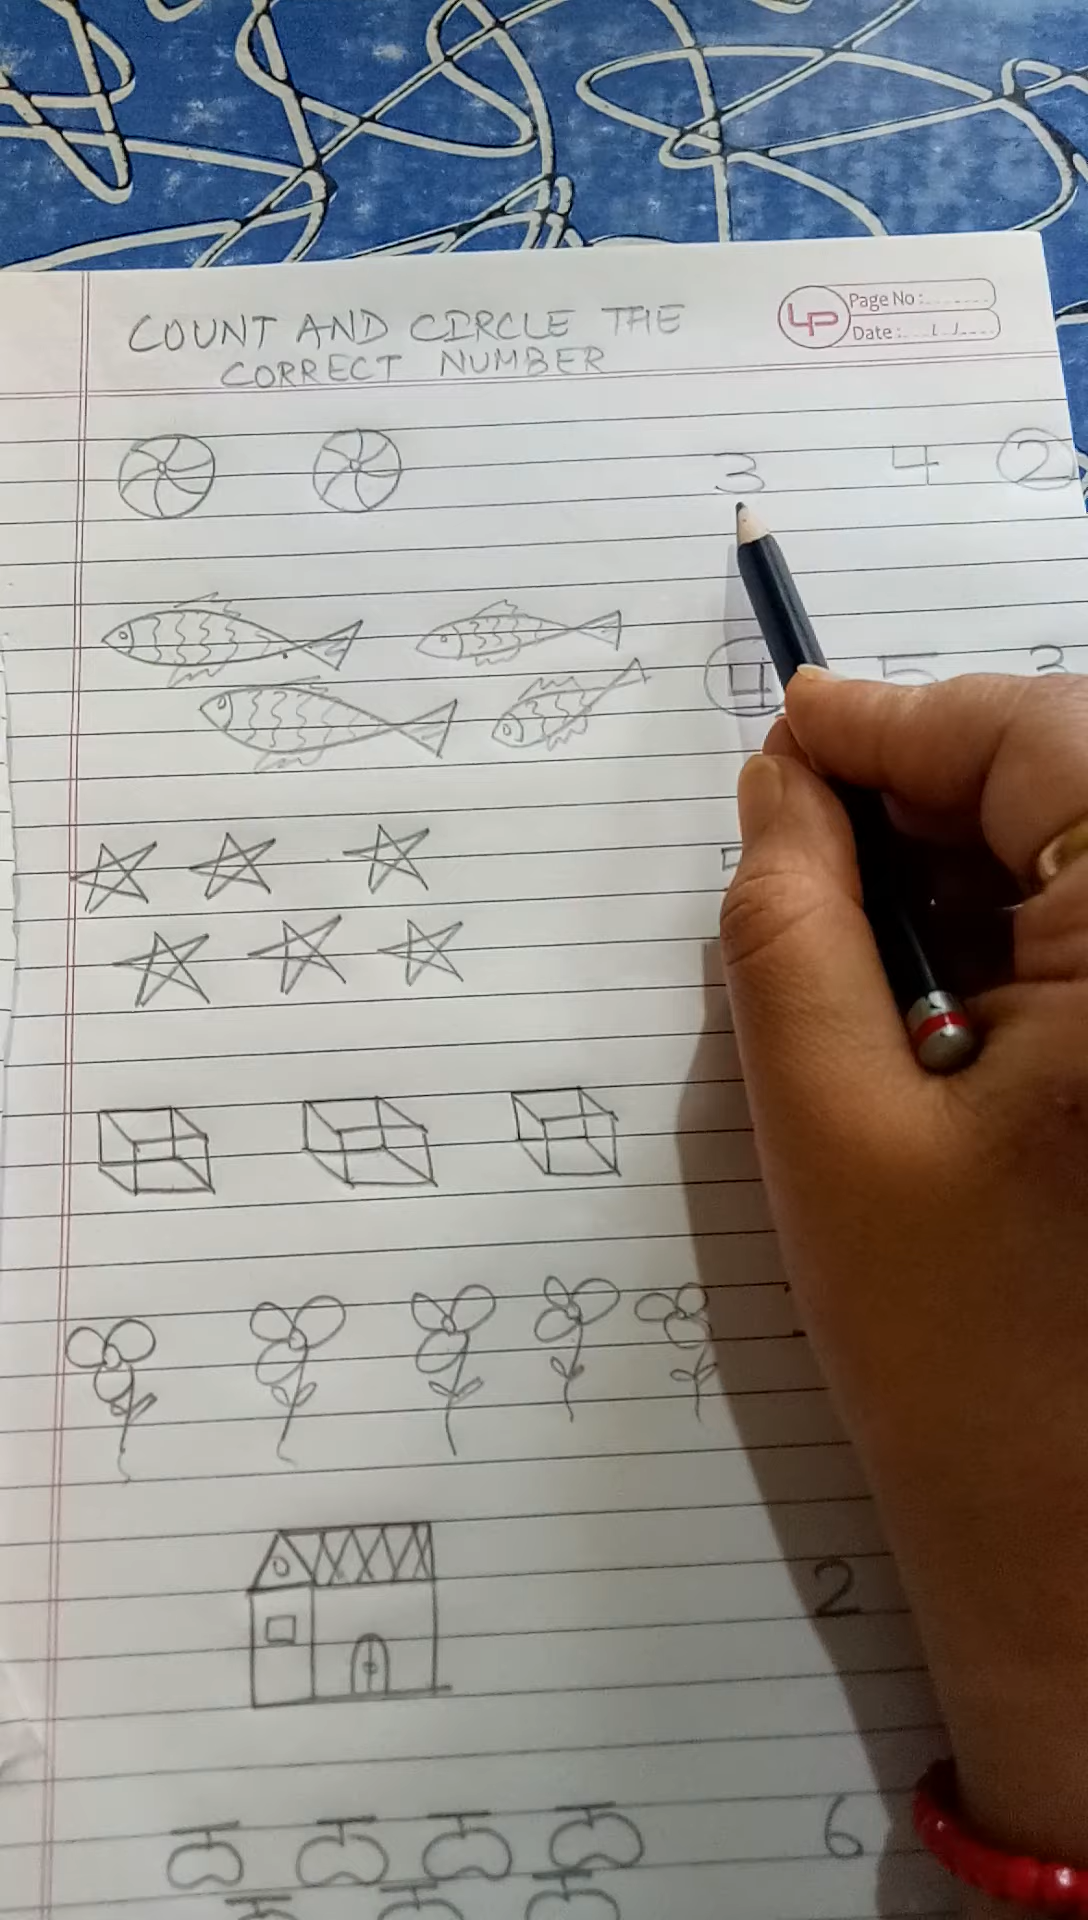 COUNT AND CIRCLE THE
CORRECT NUMBER
LP
Page No:
Date:
3 4 2
4 5 3
2
6